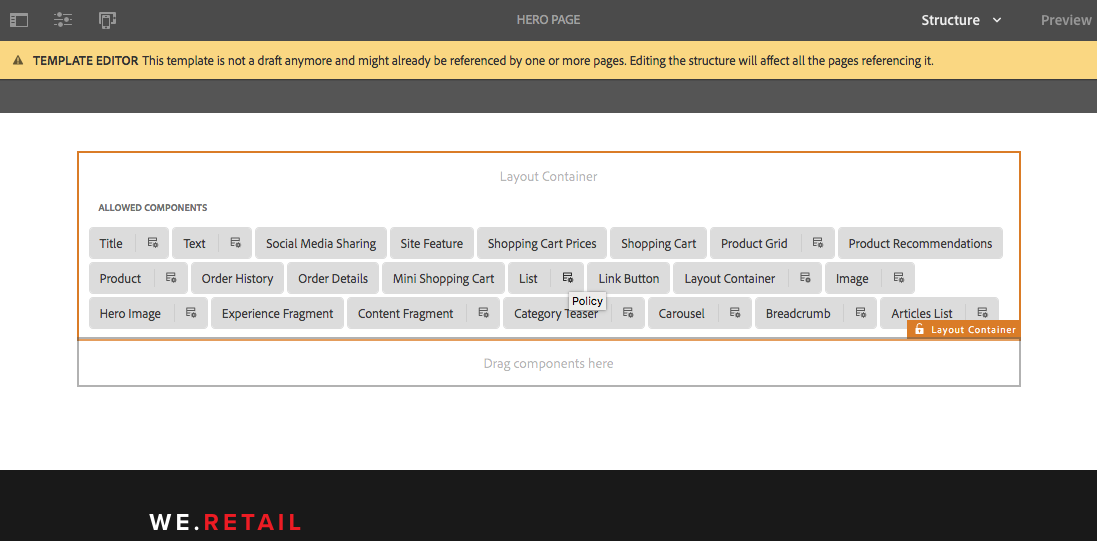 HERO PAGE Structure Preview
TEMPLATE EDITOR This template is not a draft anymore and might already be referenced by one or more pages. Editing the structure will affect all the pages referencing it.
Layout Container
ALLOWED COMPONENTS
Title Text Social Media Sharing Site Feature Shopping Cart Prices Shopping Cart Product Grid Product Recommendations
Product Order History Order Details Mini Shopping Cart List Link Button Layout Container Image
Policy
Hero Image Experience Fragment Content Fragment Category Teaser Carousel Breadcrumb Articles List
Layout Container
Drag components here
WE.RETAIL